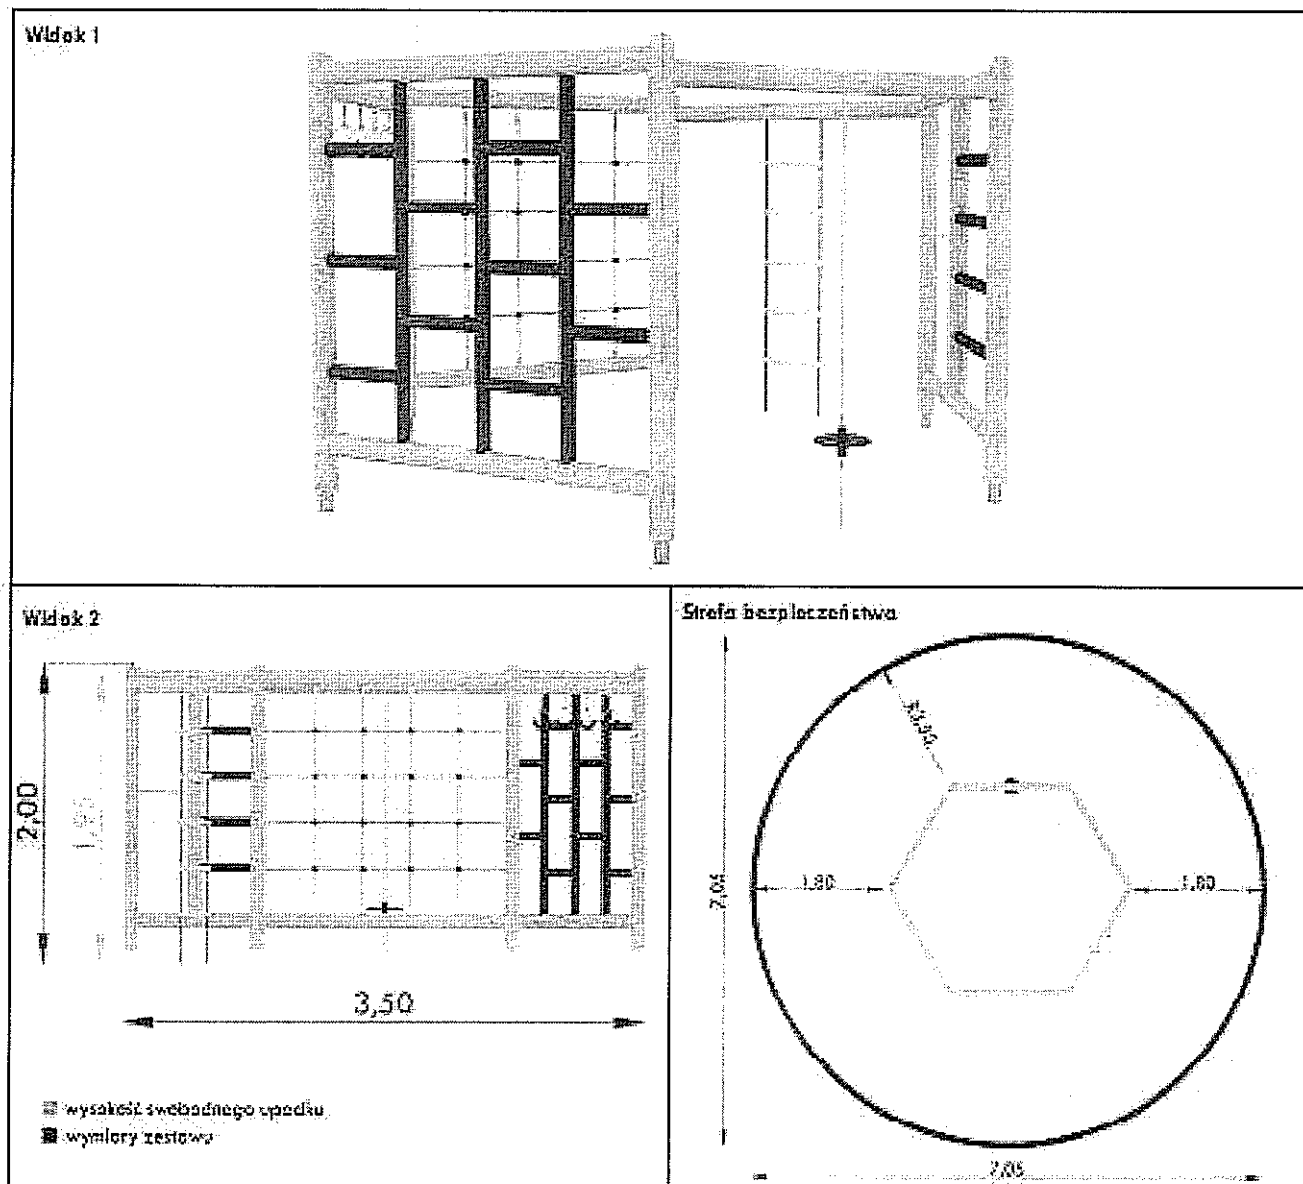 Widok 1
Widok 2
2,00
3,50
wysokość swobodnego upadku
wymiary zestawu
Strefa bezpieczeństwa
1,80
1,80
7,05
7,05